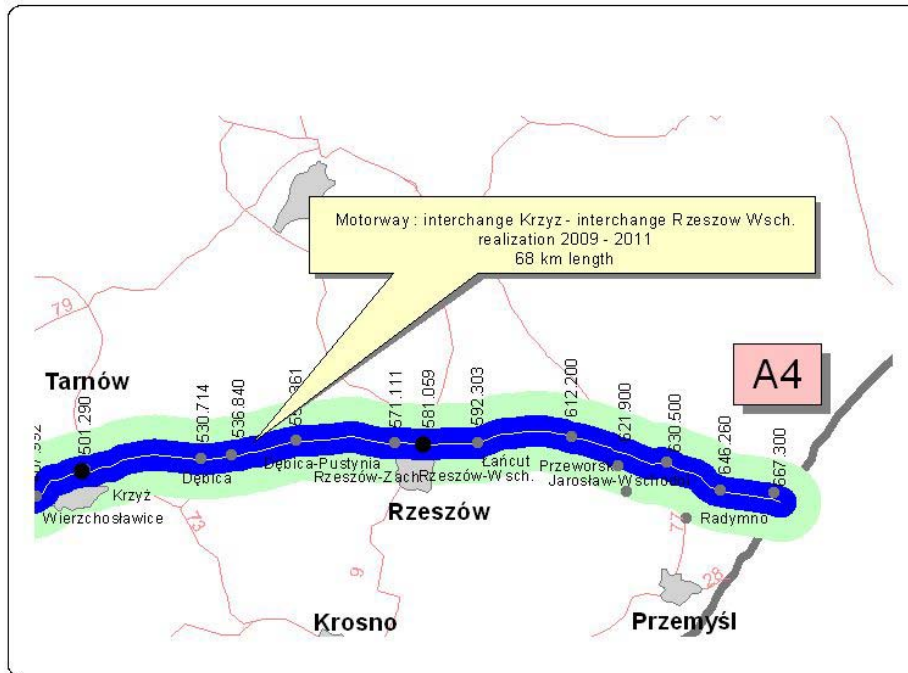 Motorway : interchange Krzyz - interchange Rzeszow Wsch.
realization 2009 - 2011
68 km length
79
A4
Tarnów
501.290
530.714
536.840
571.111
581.059
592.303
612.200
621.900
630.500
646.260
667.300
Krzyż
Wierzchosławice
Dębica
Dębica-Pustynia
Rzeszów-Zach.
Rzeszów-Wsch.
Łańcut
Przeworsk
Jarosław-Wschodni
Radymno
Rzeszów
73
9
77
28
Krosno
Przemyśl